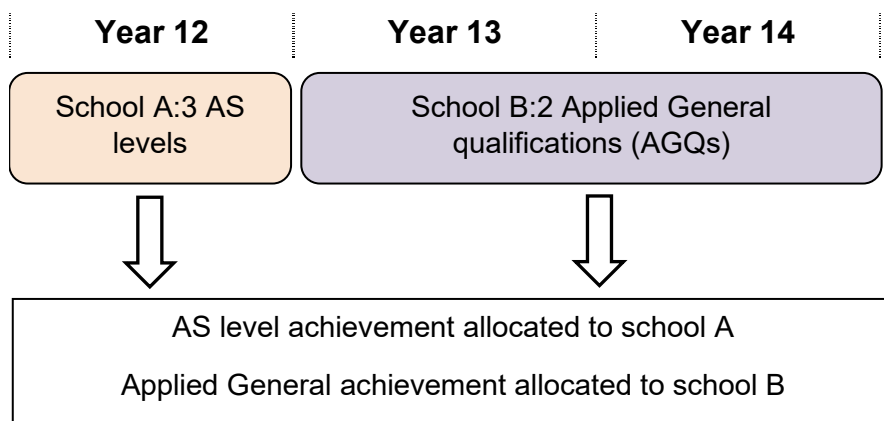 Year 12 Year 13 Year 14
School A:3 AS
levels
School B:2 Applied General
qualifications (AGQs)
AS level achievement allocated to school A
Applied General achievement allocated to school B